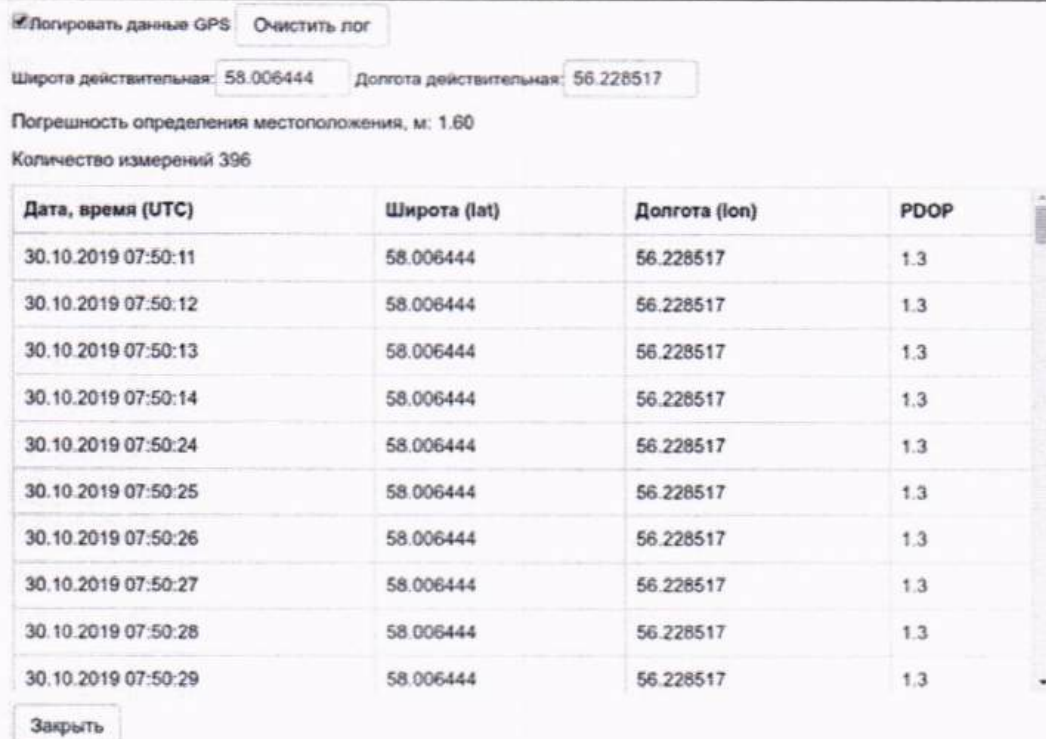 Логировать данные GPS Очистить лог
Широта действительная: 58.006444 Долгота действительная: 56.228517
Погрешность определения местоположения, м: 1.60
Количество измерений 396
Дата, время (UTC) Широта (lat) Долгота (lon) PDOP
30.10.2019 07:50:11 58.006444 56.228517 1.3
30.10.2019 07:50:12 58.006444 56.228517 1.3
30.10.2019 07:50:13 58.006444 56.228517 1.3
30.10.2019 07:50:14 58.006444 56.228517 1.3
30.10.2019 07:50:24 58.006444 56.228517 1.3
30.10.2019 07:50:25 58.006444 56.228517 1.3
30.10.2019 07:50:26 58.006444 56.228517 1.3
30.10.2019 07:50:27 58.006444 56.228517 1.3
30.10.2019 07:50:28 58.006444 56.228517 1.3
30.10.2019 07:50:29 58.006444 56.228517 1.3
Закрыть